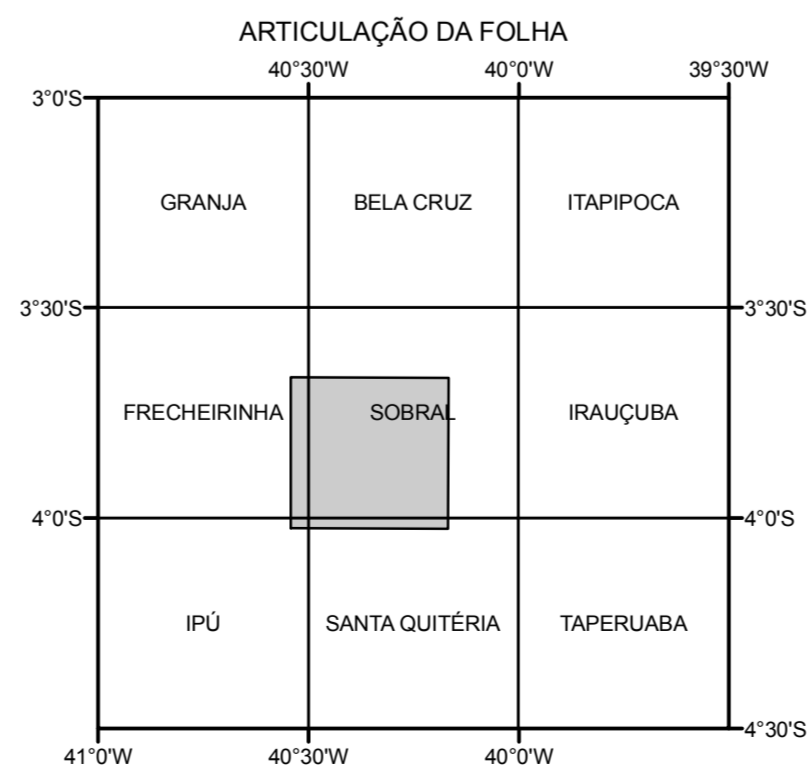 ARTICULAÇÃO DA FOLHA
40°30'W 40°0'W 39°30'W
3°0'S
GRANJA BELA CRUZ ITAPIPOCA
3°30'S 3°30'S
FRECHEIRINHA SOBRAL IRAUÇUBA
4°0'S 4°0'S
IPÚ SANTA QUITÉRIA TAPERUABA
4°30'S
41°0'W 40°30'W 40°0'W